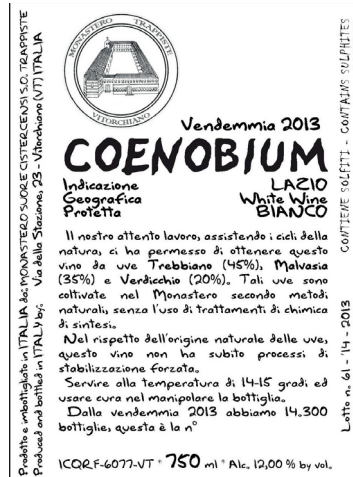 MONASTERO TRAPPISTE
VITORCHIANO
Vendemmia 2013
COENOBIUM
Indicazione
Geografica
Protetta
LAZIO
White Wine
BIANCO
Il nostro attento lavoro, assistendo i cicli della
natura, ci ha permesso di ottenere questo
vino da uve Trebbiano (45%), Malvasia
(35%) e Verdicchio (20%). Tali uve sono
coltivate nel Monastero secondo metodi
naturali, senza l'uso di trattamenti di chimica
di sintesi.
Nel rispetto dell'origine naturale delle uve,
questo vino non ha subito processi di
stabilizzazione forzata.
Servire alla temperatura di 14-15 gradi ed
usare cura nel manipolare la bottiglia.
Dalla vendemmia 2013 abbiamo 14.300
bottiglie, questa è la n°
ICQRF-6077-VT * 750 ml * Alc. 12,00 % by vol.
Prodotto e imbottigliato in ITALIA da: MONASTERO SUORE CISTERCENSI S.O. TRAPPISTE
Produced and bottled in ITALY by: Via della Stazione, 23 - Vitorchiano (VT) ITALIA
Lotto n. 61 - '14 - 2013 CONTIENE SOLFITI - CONTAINS SULPHITES